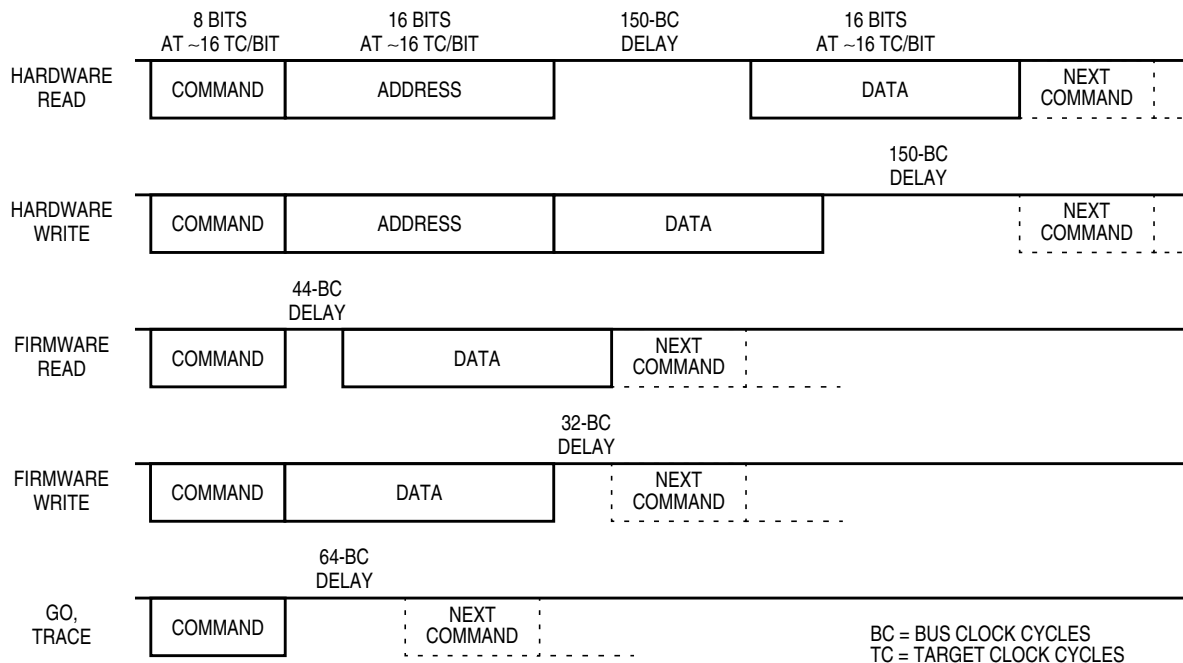 8 BITS
AT ~16 TC/BIT
16 BITS
AT ~16 TC/BIT
150-BC
DELAY
16 BITS
AT ~16 TC/BIT
HARDWARE
READ
COMMAND
ADDRESS
DATA
NEXT
COMMAND
150-BC
DELAY
HARDWARE
WRITE
COMMAND
ADDRESS
DATA
NEXT
COMMAND
44-BC
DELAY
FIRMWARE
READ
COMMAND
DATA
NEXT
COMMAND
32-BC
DELAY
FIRMWARE
WRITE
COMMAND
DATA
NEXT
COMMAND
64-BC
DELAY
GO,
TRACE
COMMAND
NEXT
COMMAND
BC = BUS CLOCK CYCLES
TC = TARGET CLOCK CYCLES